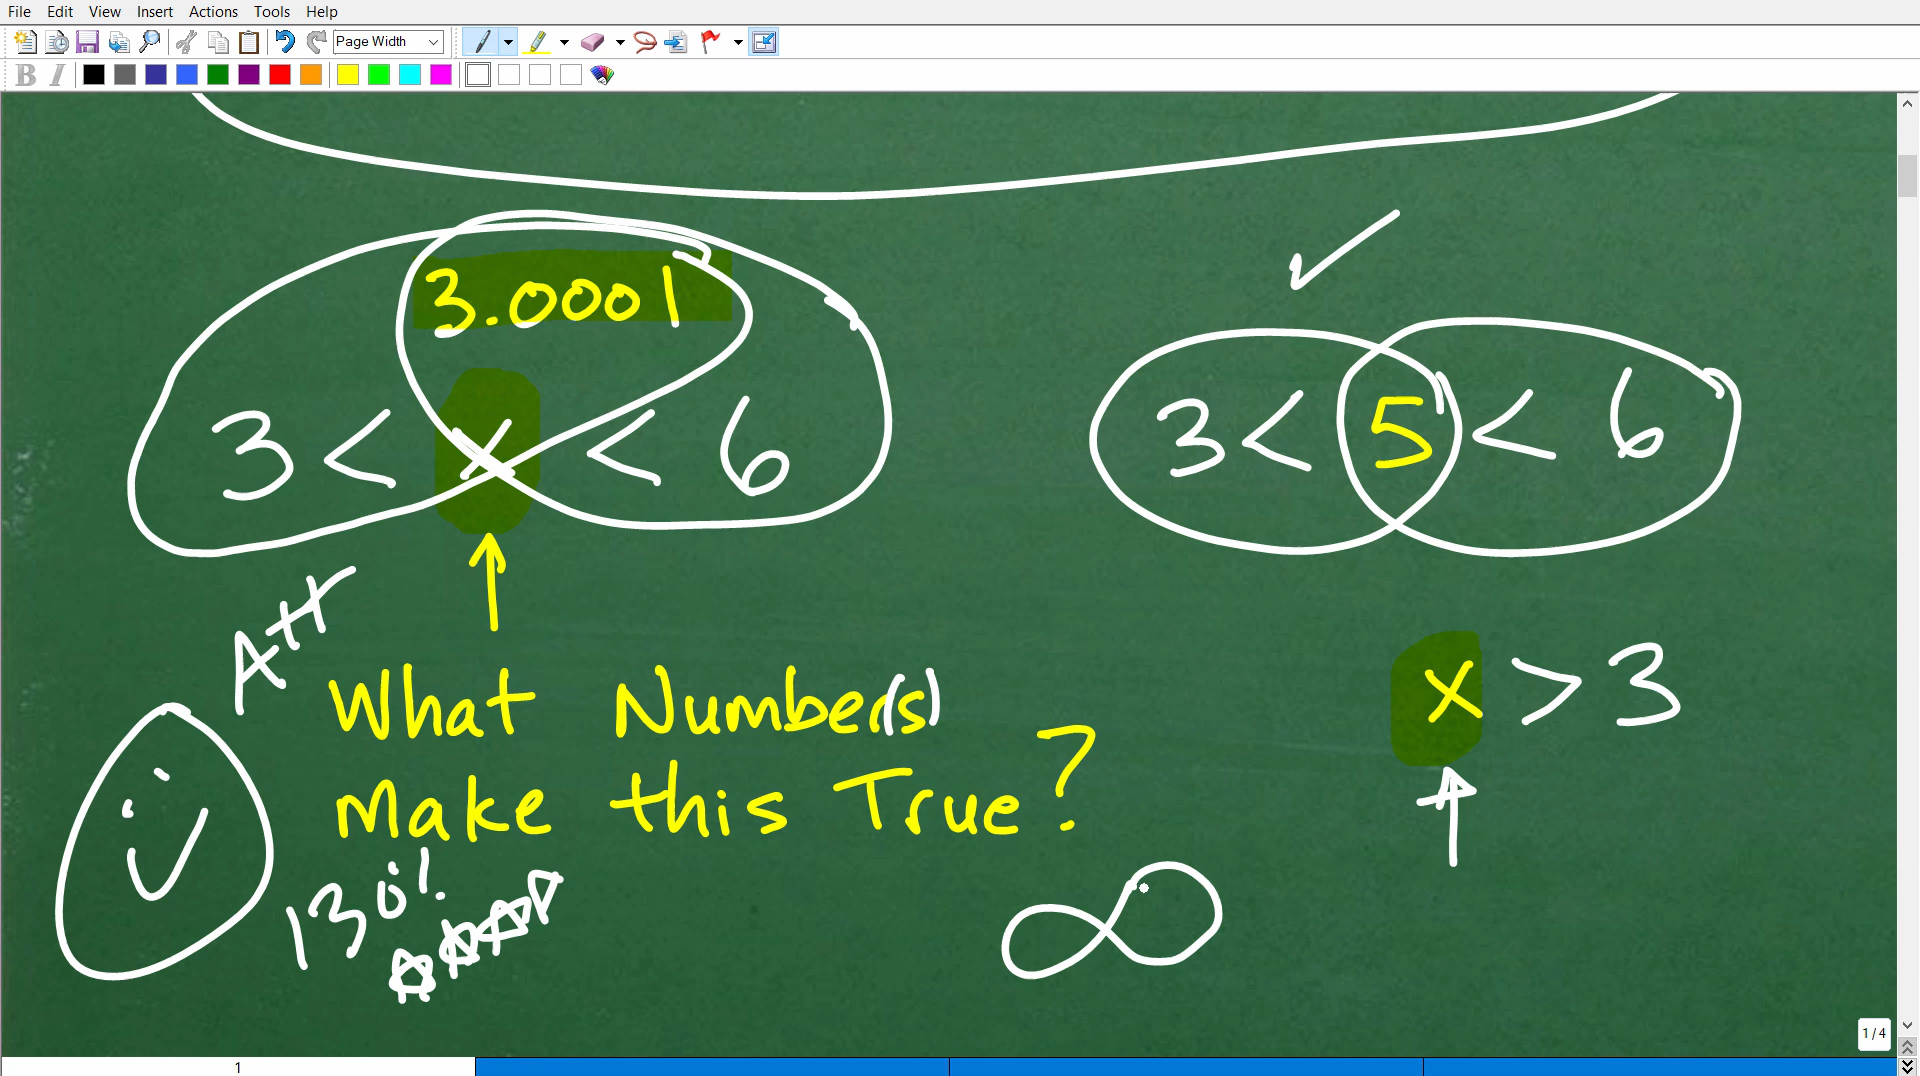 File Edit View Insert Actions Tools Help
Page Width
B I
3.0001
3 < x < 6
✓
3 < 5 < 6
A++
What Number(s)
Make this True?
x > 3
130%
∞
1 / 4
1